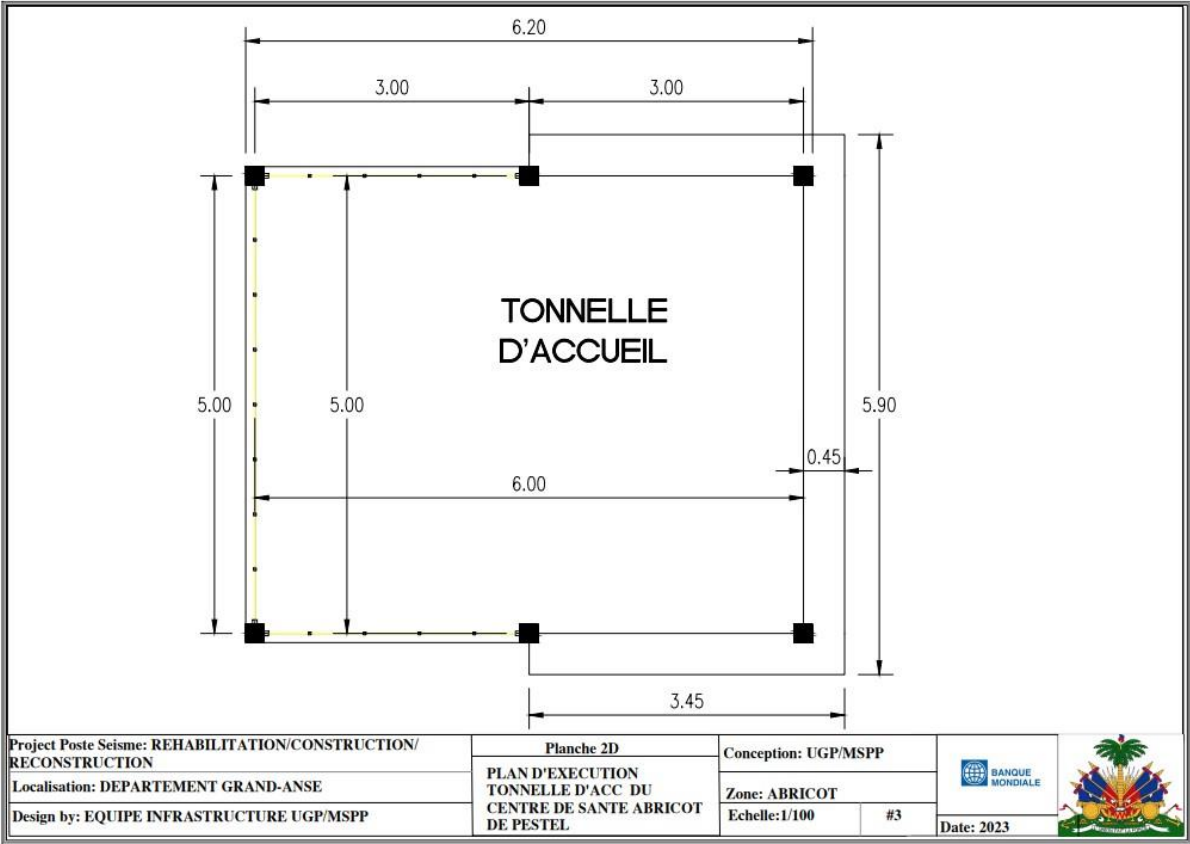 6.20
3.00
3.00
TONNELLE
D'ACCUEIL
5.00
5.00
5.90
0.45
6.00
3.45
Project Poste Seisme: REHABILITATION/CONSTRUCTION/
RECONSTRUCTION
Localisation: DEPARTEMENT GRAND-ANSE
Design by: EQUIPE INFRASTRUCTURE UGP/MSPP
Planche 2D
PLAN D'EXECUTION
TONNELLE D'ACC DU
CENTRE DE SANTE ABRICOT
DE PESTEL
Conception: UGP/MSPP
Zone: ABRICOT
Echelle:1/100
#3
BANQUE
MONDIALE
Date: 2023